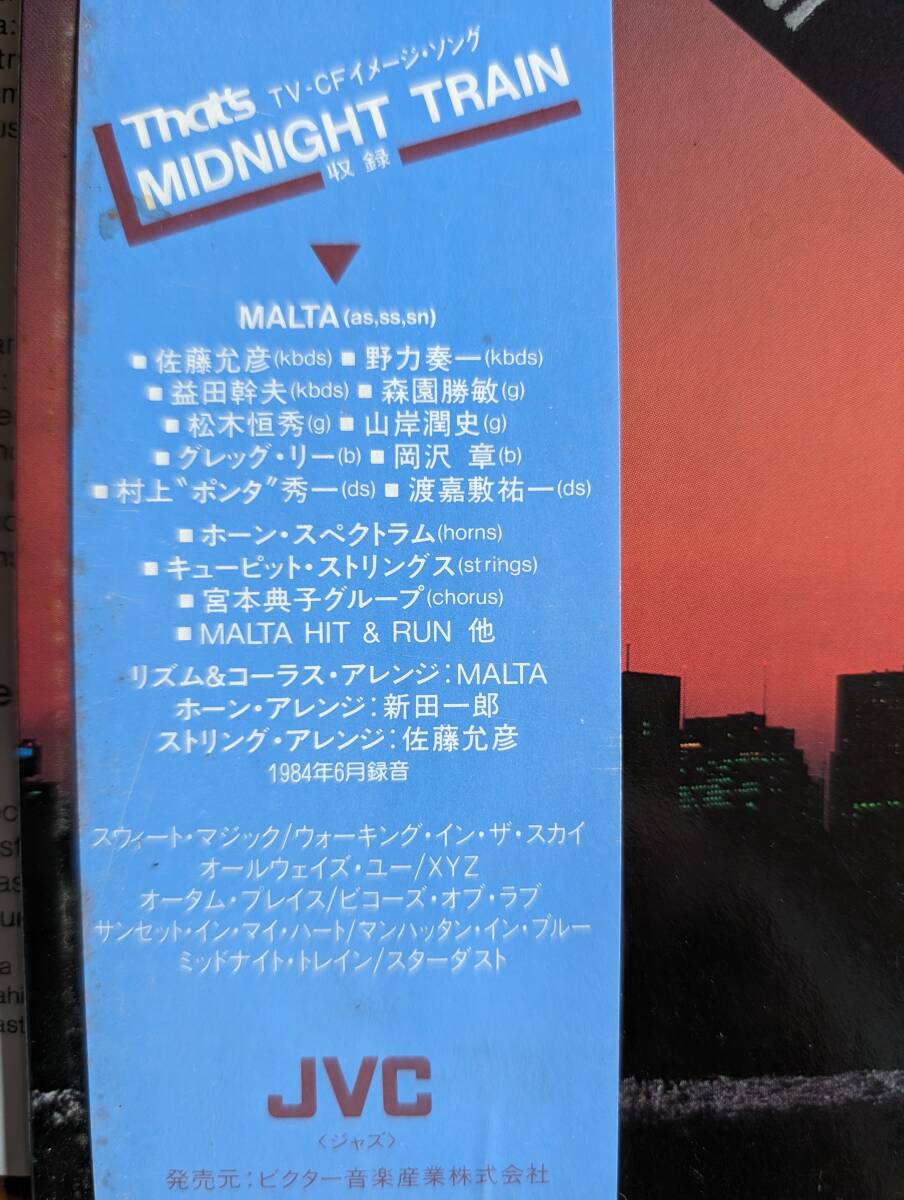 That's TV-CFイメージ・ソング
MIDNIGHT TRAIN
収録
MALTA(as,ss,sn)
■佐藤允彦(kbds)■野力奏一(kbds)
■益田幹夫(kbds)■森園勝敏(g)
■松木恒秀(g)■山岸潤史(g)
■グレッグ・リー(b)■岡沢 章(b)
■村上"ポンタ"秀一(ds)■渡嘉敷祐一(ds)
■ホーン・スペクトラム(horns)
■キューピット・ストリングス(strings)
■宮本典子グループ(chorus)
■MALTA HIT & RUN 他
リズム&コーラス・アレンジ:MALTA
ホーン・アレンジ:新田一郎
ストリング・アレンジ:佐藤允彦
1984年6月録音
スウィート・マジック/ウォーキング・イン・ザ・スカイ
オールウェイズ・ユー/XYZ
オータム・プレイス/ビコーズ・オブ・ラブ
サンセット・イン・マイ・ハート/マンハッタン・イン・ブルー
ミッドナイト・トレイン/スターダスト
JVC
〈ジャズ〉
発売元:ビクター音楽産業株式会社